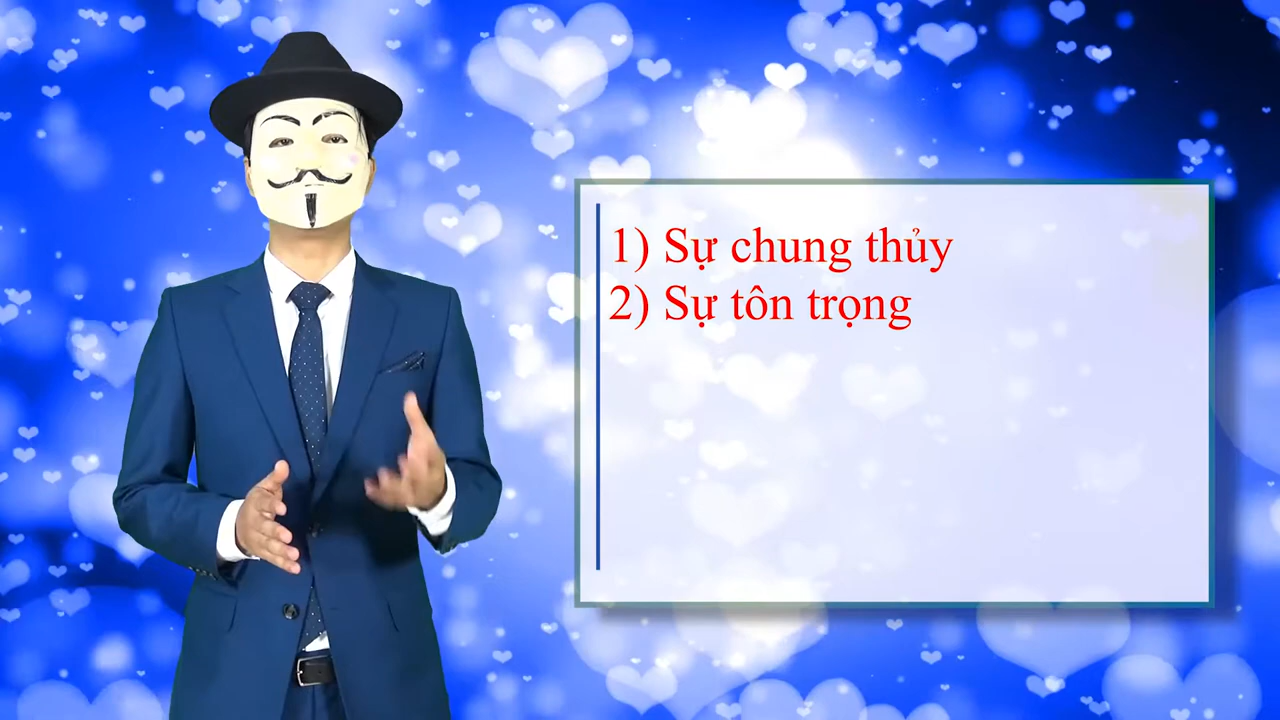 1) Sự chung thủy
2) Sự tôn trọng